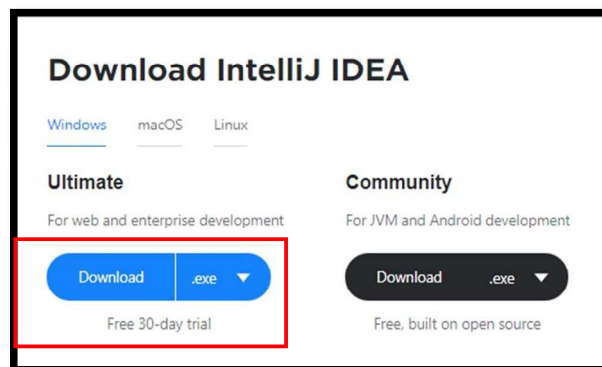 Download IntelliJ IDEA
Windows macOS Linux
Ultimate
For web and enterprise development
Download .exe
Free 30-day trial
Community
For JVM and Android development
Download .exe
Free, built on open source